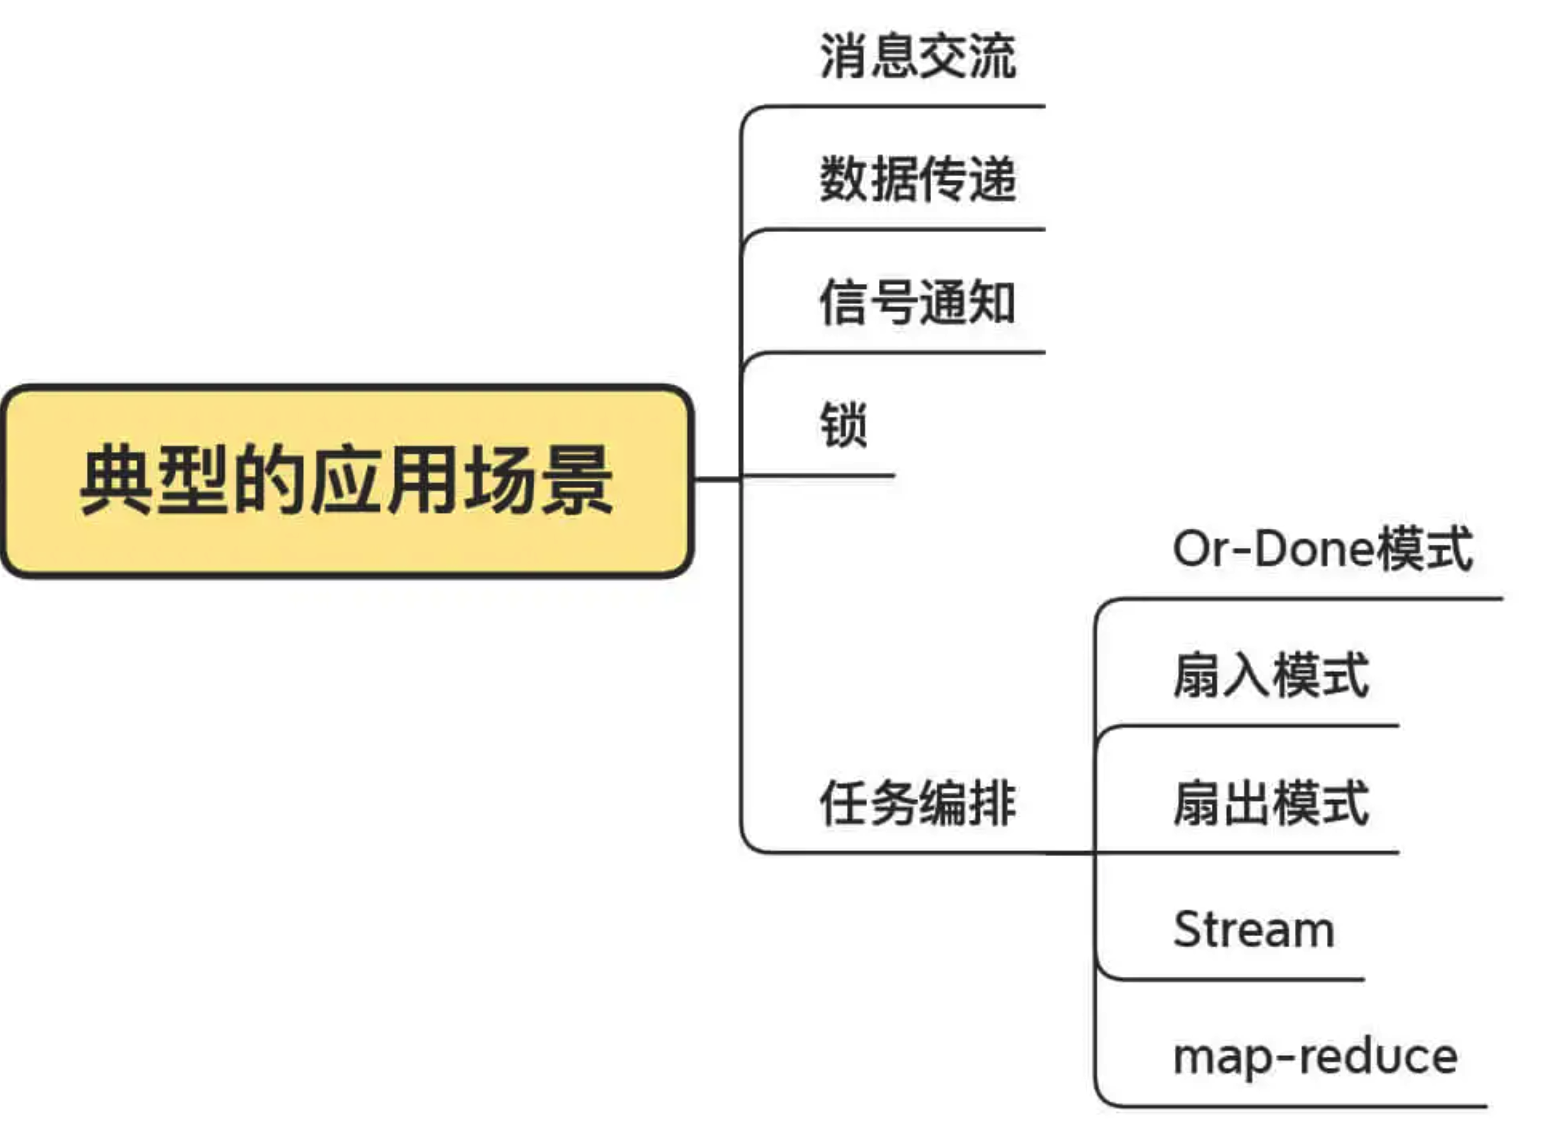 消息交流
数据传递
信号通知
锁
典型的应用场景
Or-Done模式
扇入模式
任务编排
扇出模式
Stream
map-reduce